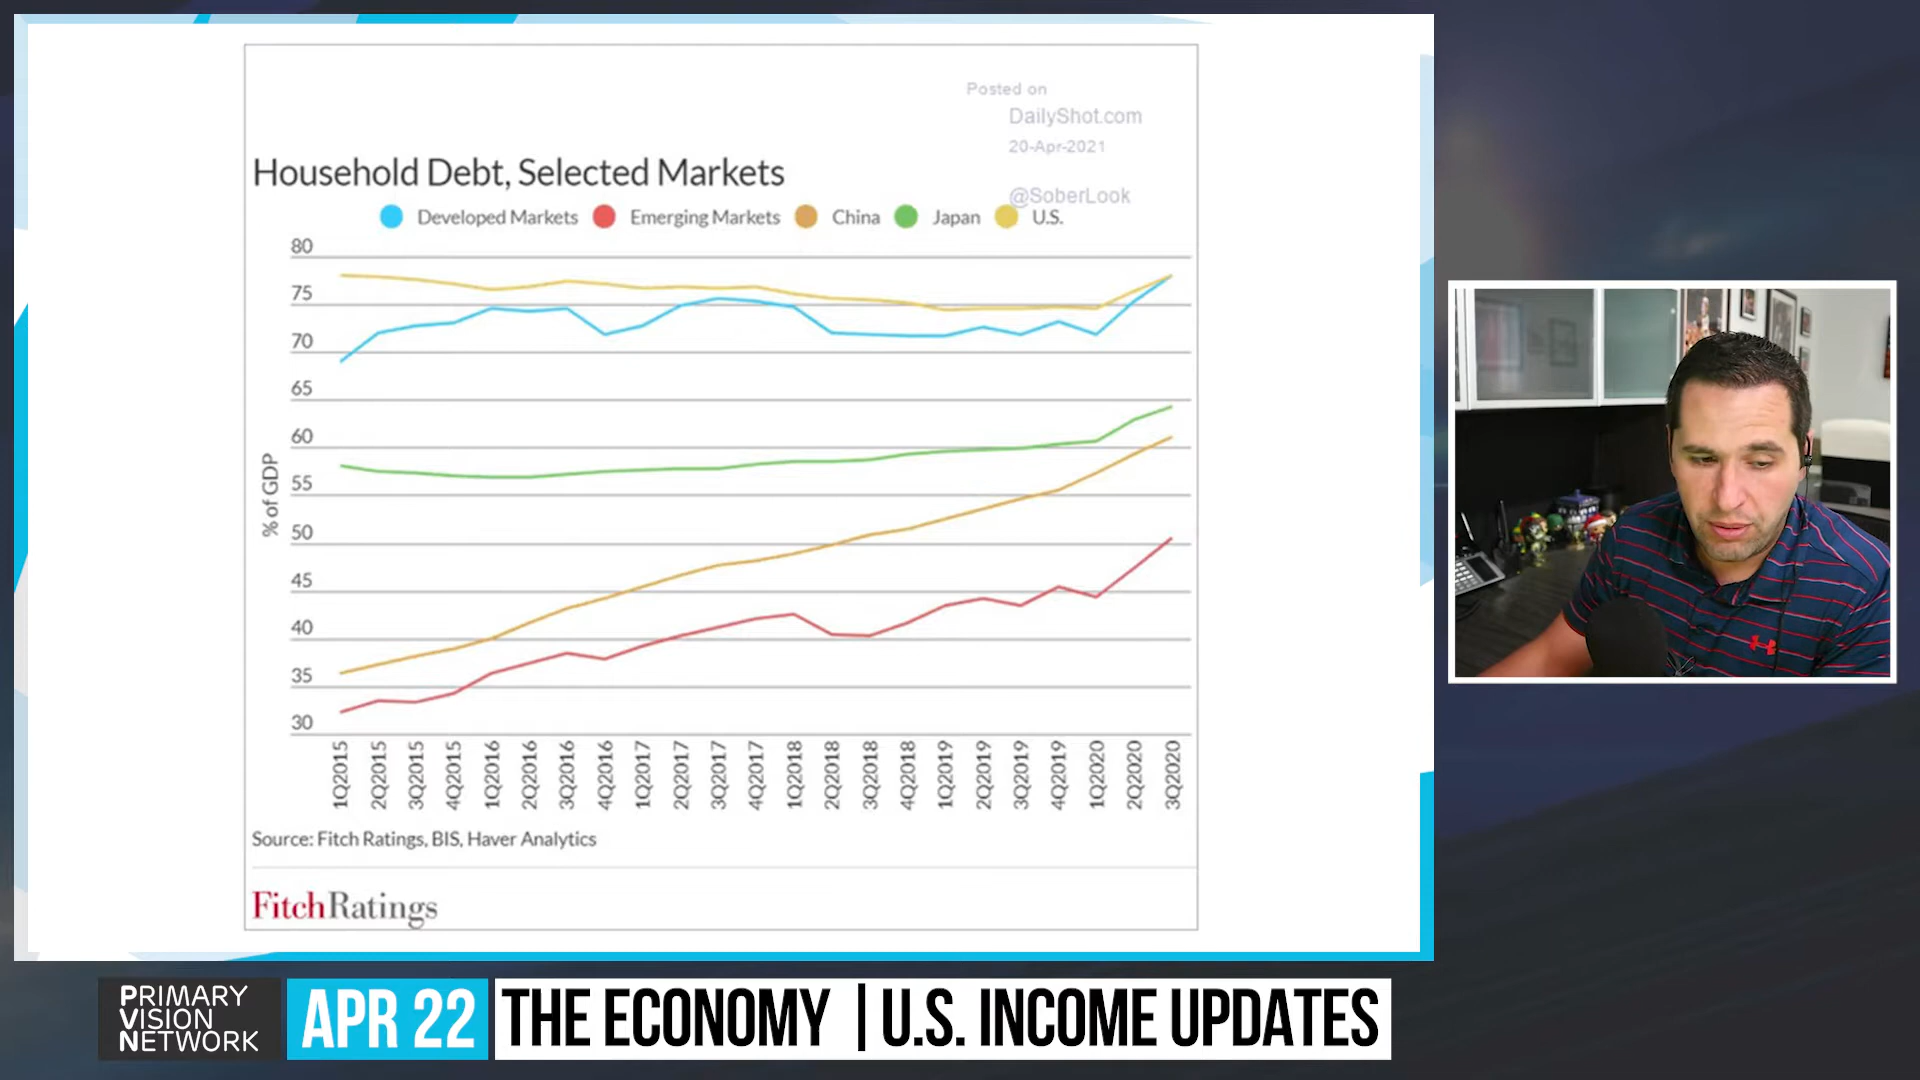 Posted on
DailyShot.com
20-Apr-2021
@SoberLook
Household Debt, Selected Markets
Developed Markets Emerging Markets China Japan U.S.
80
75
70
65
60
55
50
45
40
35
30
% of GDP
1Q2015 2Q2015 3Q2015 4Q2015 1Q2016 2Q2016 3Q2016 4Q2016 1Q2017 2Q2017 3Q2017 4Q2017 1Q2018 2Q2018 3Q2018 4Q2018 1Q2019 2Q2019 3Q2019 4Q2019 1Q2020 2Q2020 3Q2020
Source: Fitch Ratings, BIS, Haver Analytics
FitchRatings
PRIMARY
VISION
NETWORK
APR 22
THE ECONOMY | U.S. INCOME UPDATES